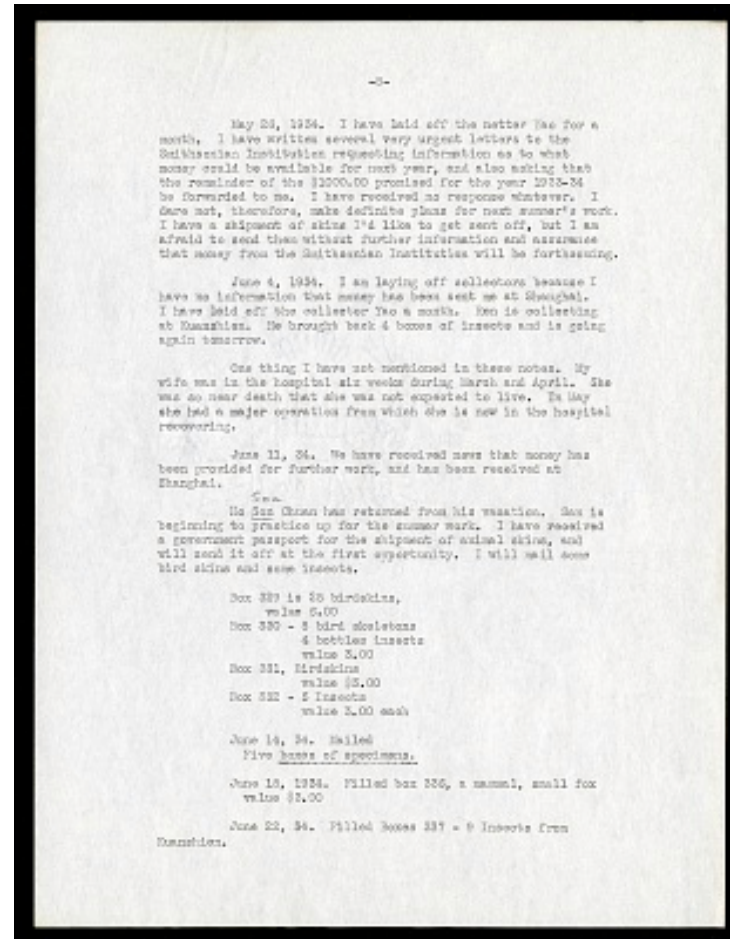 May 26, 1934. I have laid off the netter Yao for a
month. I have written several very urgent letters to the
Smithsonian Institution requesting information as to what
money could be available for next year, and also asking that
the remainder of the $1000.00 promised for the year 1933-34
be forwarded to me. I have received no response whatever. I
dare not, therefore, make definite plans for next summer's work.
I have a shipment of skins I'd like to get sent off, but I am
afraid to send them without further information and assurance
that money from the Smithsonian Institution will be forthcoming.
June 4, 1934. I am laying off collectors because I
have no information that money has been sent me at Shanghai.
I have laid off the collector Yao a month. Hen is collecting
at Kuanshien. He brought back 4 boxes of insects and is going
again tomorrow.
One thing I have not mentioned in these notes. My
wife was in the hospital six weeks during March and April. She
was so near death that she was not expected to live. In May
she had a major operation from which she is now in the hospital
recovering.
June 11, 34. We have received news that money has
been provided for further work, and has been received at
Shanghai.
Ho Chuan has returned from his vacation. is
beginning to practice up for the summer work. I have received
a government passport for the shipment of animal skins, and
will send it off at the first opportunity. I will mail some
bird skins and some insects.
Box 329 is 28 birdskins,
value 5.00
Box 330 - 8 bird skeletons
4 bottles insects
value 3.00
Box 331, Birdskins
value $5.00
Box 332 - 5 Insects
value 3.00 each
June 14, 34. Mailed
Five boxes of specimens.
June 18, 1934. Filled box 336, a mammal, small fox
value $3.00
June 22, 34. Filled Boxes 337 - 9 Insects from
Kuanshien.